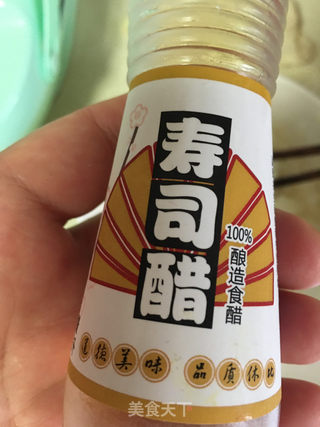 寿司醋
100%
酿造食醋
美味 品质
美食天下